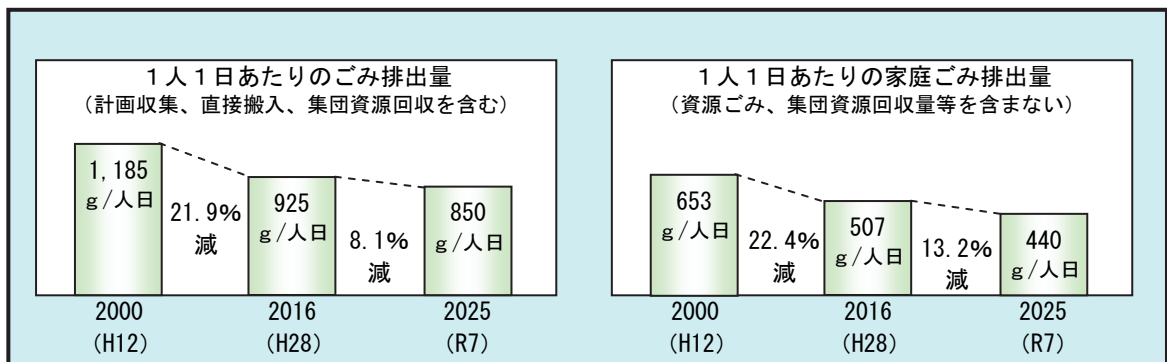 １人１日あたりのごみ排出量
（計画収集、直接搬入、集団資源回収を含む）
1,185
ｇ/人日
21.9%
減
925
ｇ/人日
8.1%
減
850
ｇ/人日
2000
(H12)
2016
(H28)
2025
(R7)
１人１日あたりの家庭ごみ排出量
（資源ごみ、集団資源回収量等を含まない）
653
ｇ/人日
22.4%
減
507
ｇ/人日
13.2%
減
440
ｇ/人日
2000
(H12)
2016
(H28)
2025
(R7)